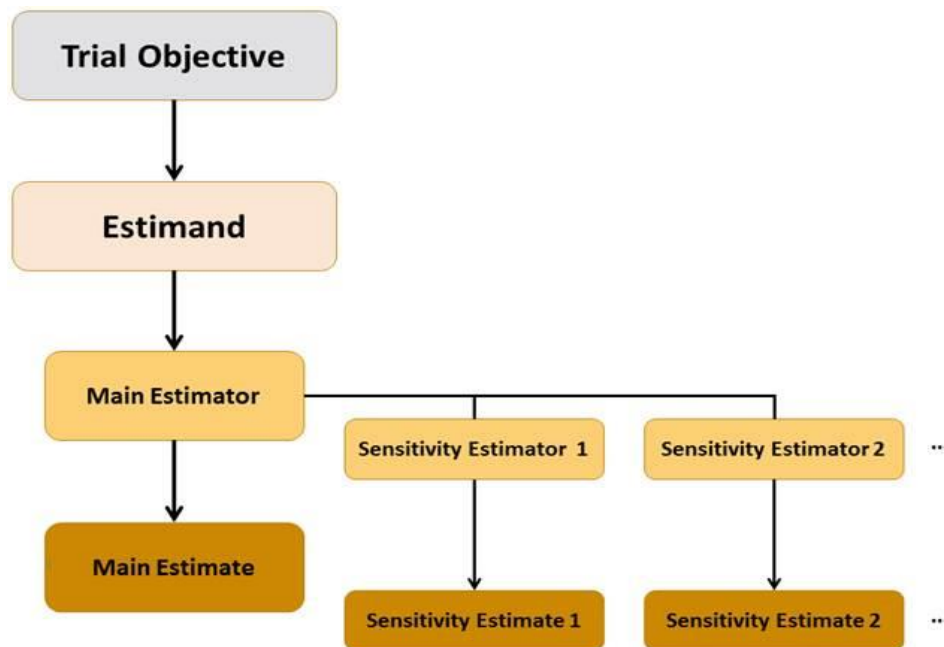 Trial Objective
Estimand
Main Estimator
Sensitivity Estimator 1
Sensitivity Estimator 2
...
Main Estimate
Sensitivity Estimate 1
Sensitivity Estimate 2
...